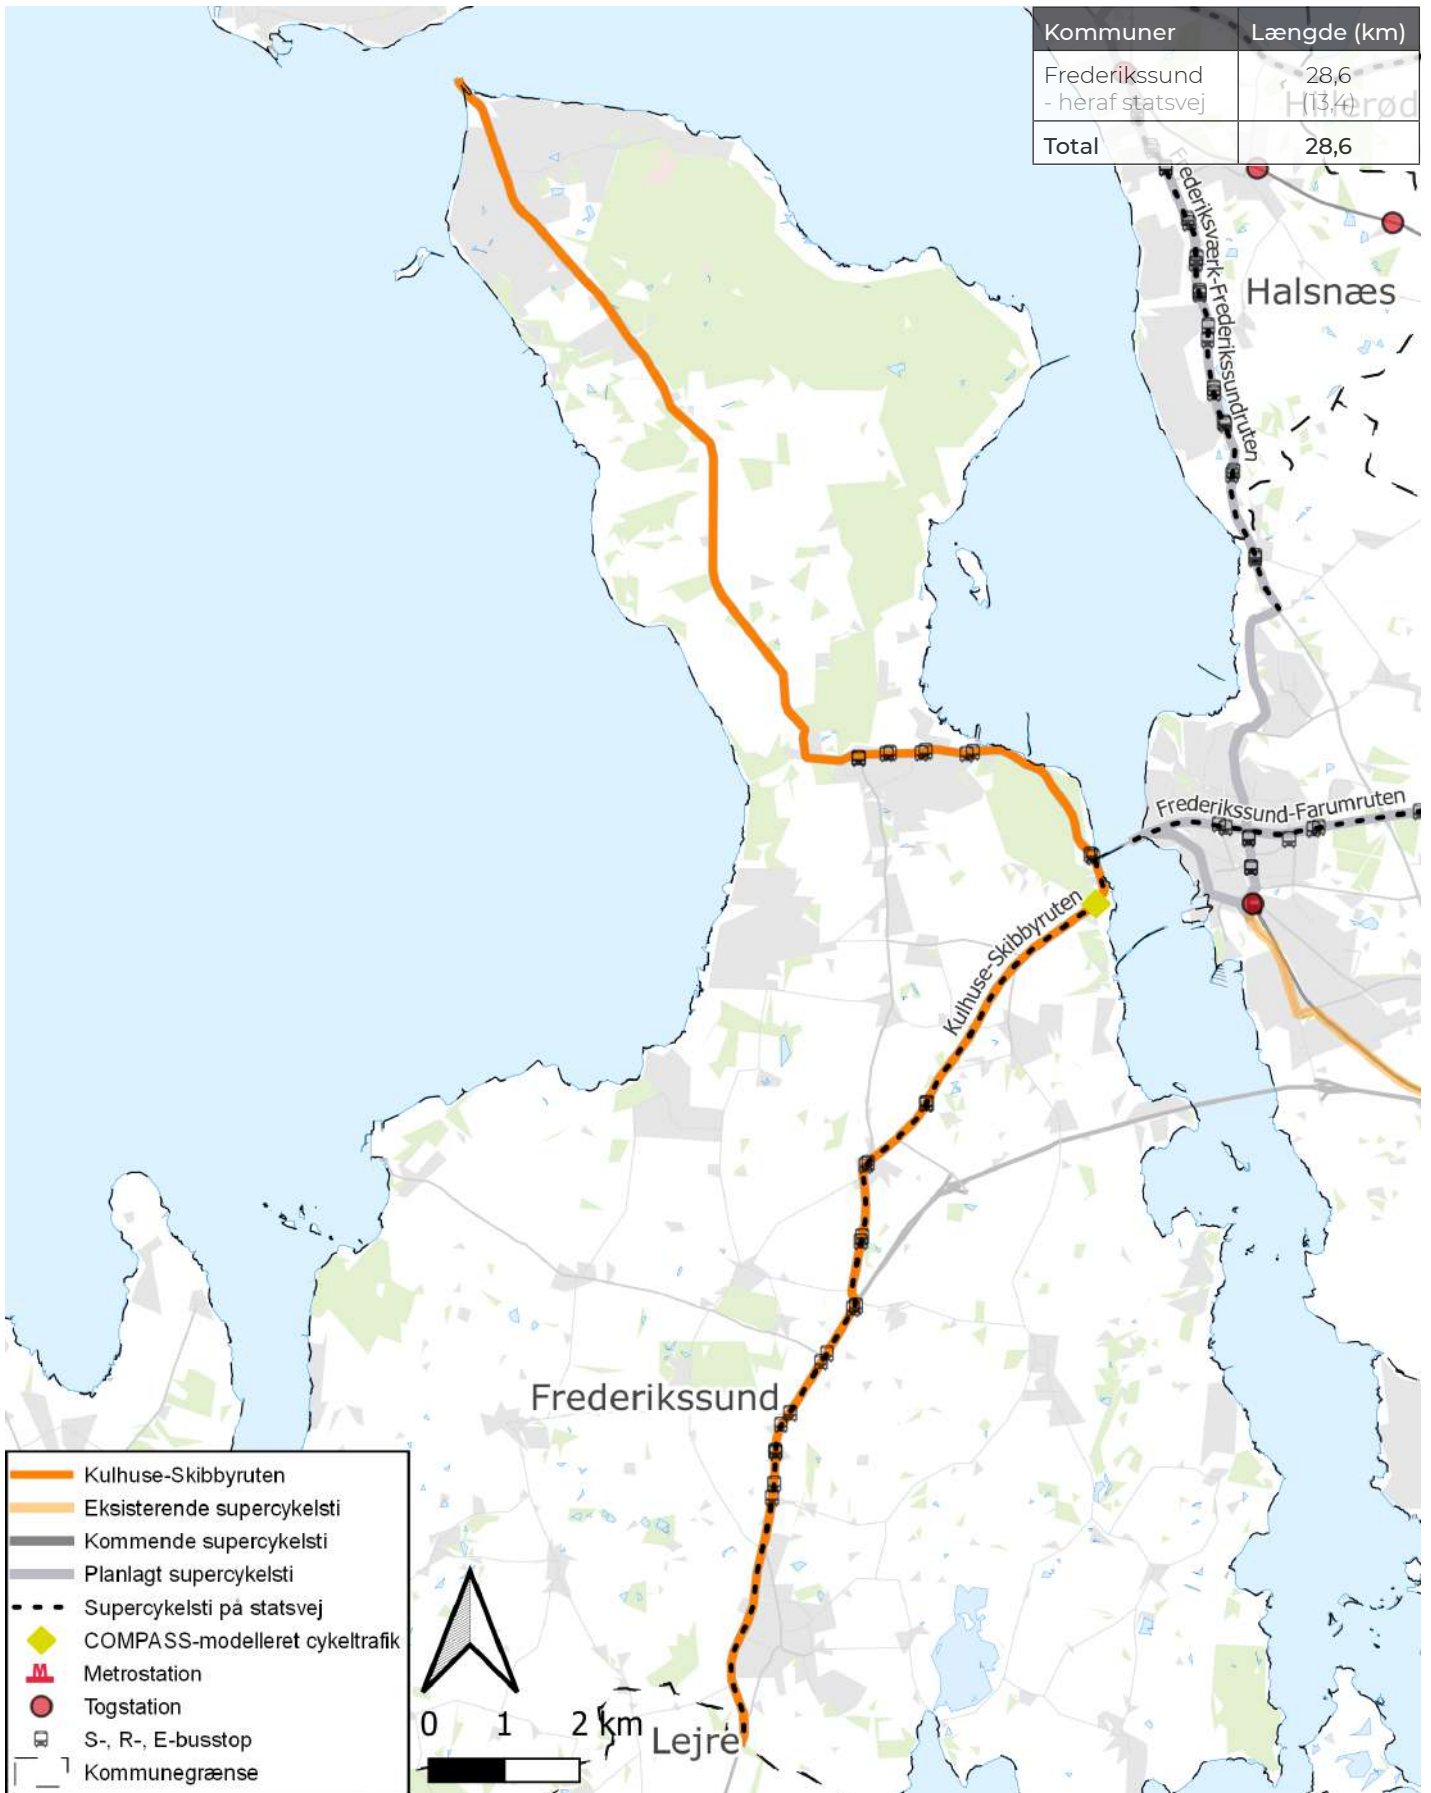 Kommuner Længde (km)
Frederikssund 28,6
- heraf statsvej (13,4)
Hillerød
Total 28,6
Frederiksværk-Frederikssundruten
Halsnæs
Frederikssund-Farumruten
Kulhuse-Skibbyruten
Frederikssund
Kulhuse-Skibbyruten
Eksisterende supercykelsti
Kommende supercykelsti
Planlagt supercykelsti
Supercykelsti på statsvej
COMPASS-modelleret cykeltrafik
M Metrostation
Togstation
S-, R-, E-busstop
Kommunegrænse
0 1 2 km
Lejre